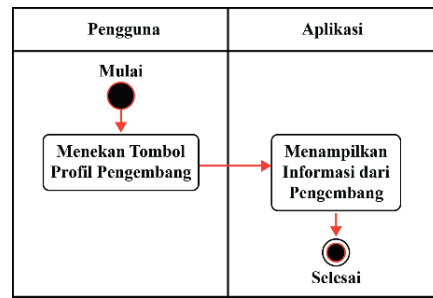 Pengguna
Aplikasi
Mulai
Menekan Tombol
Profil Pengembang
Menampilkan
Informasi dari
Pengembang
Selesai